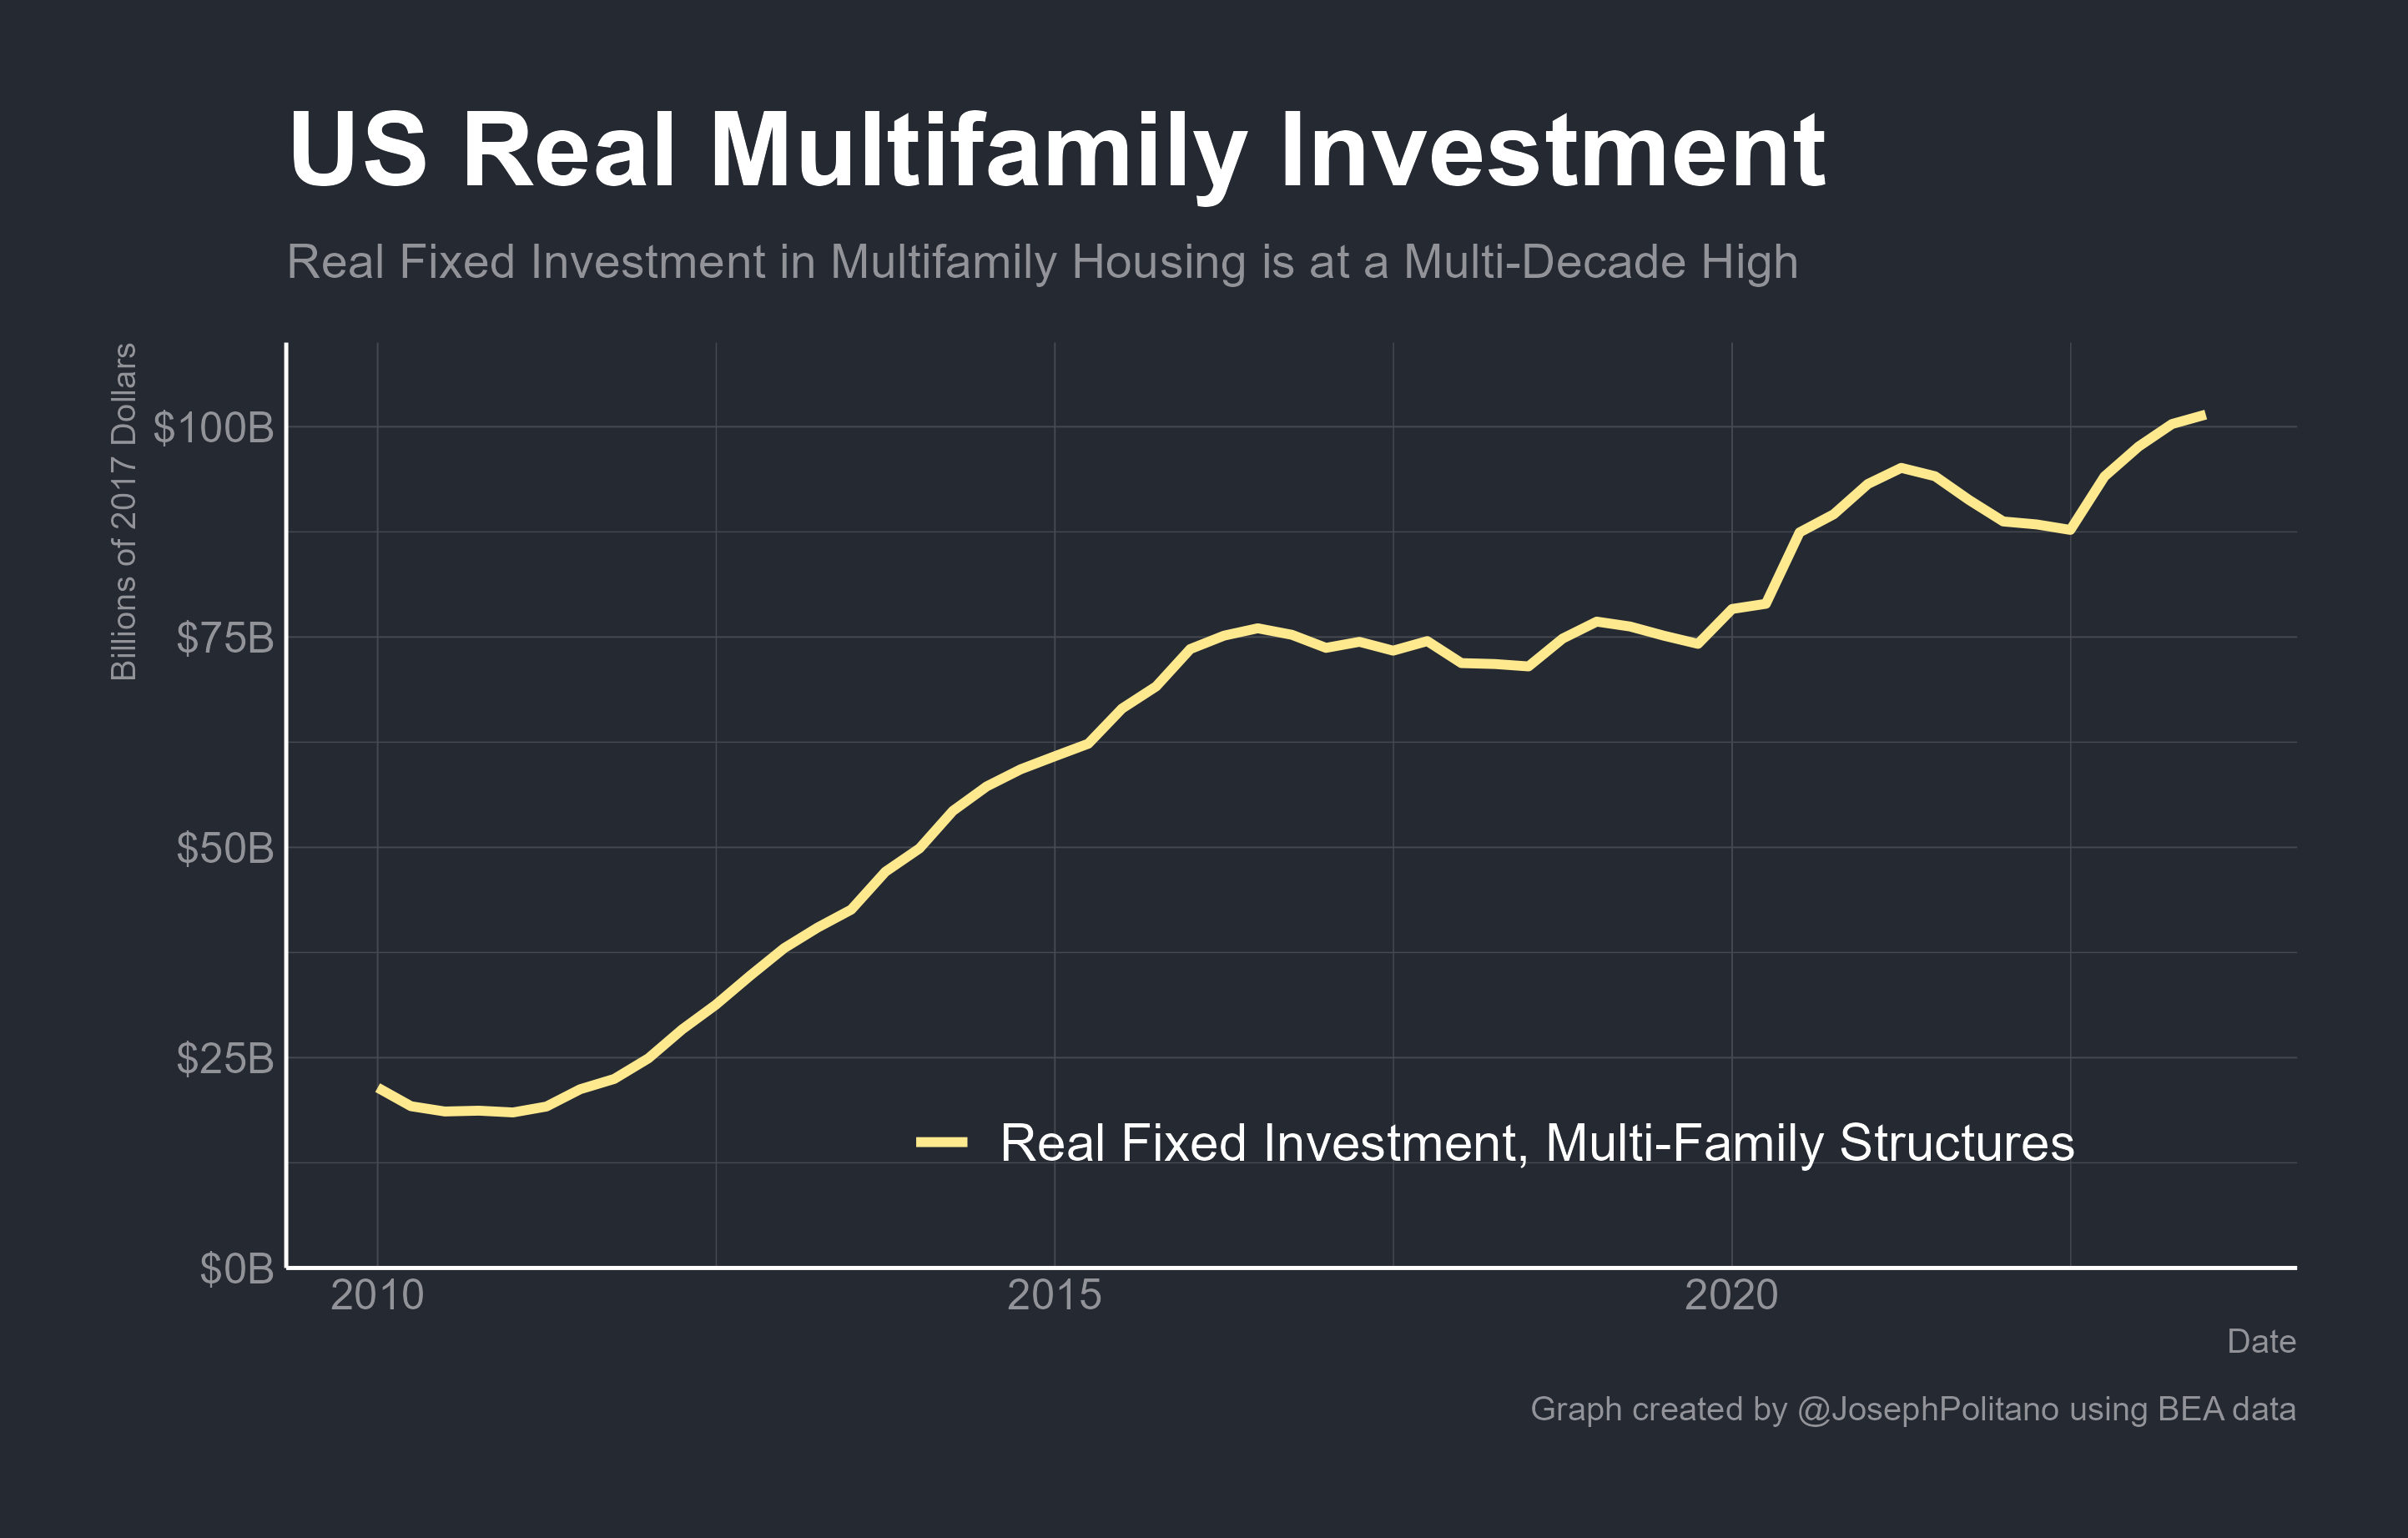 US Real Multifamily Investment
Real Fixed Investment in Multifamily Housing is at a Multi-Decade High
Billions of 2017 Dollars
$100B
$75B
$50B
$25B
$0B
Real Fixed Investment, Multi-Family Structures
2010
2015
2020
Date
Graph created by @JosephPolitano using BEA data